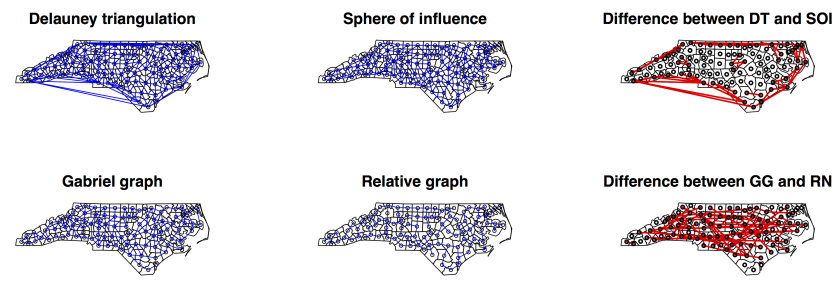 Delauney triangulation
Sphere of influence
Difference between DT and SOI
Gabriel graph
Relative graph
Difference between GG and RN